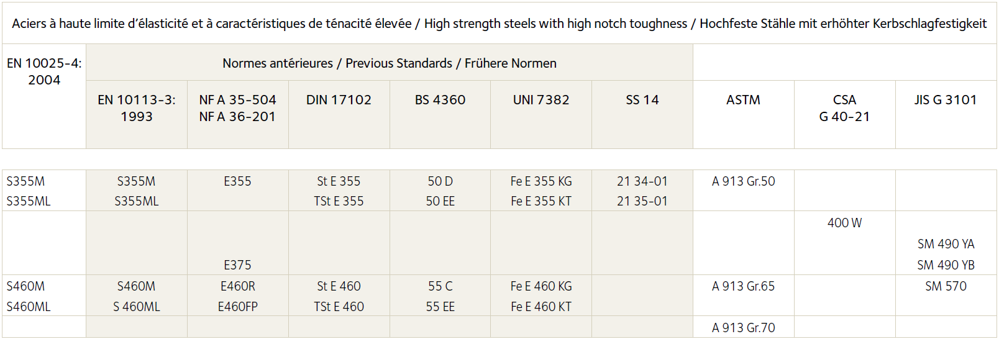 Aciers à haute limite d'élasticité et à caractéristiques de ténacité élevée / High strength steels with high notch toughness / Hochfeste Stähle mit erhöhter Kerbschlagfestigkeit
EN 10025-4: Normes antérieures / Previous Standards / Frühere Normen
2004
EN 10113-3: NF A 35-504 DIN 17102 BS 4360 UNI 7382 SS 14 ASTM CSA JIS G 3101
1993 NF A 36-201 G 40-21
S355M S355M E355 St E 355 50 D Fe E 355 KG 21 34-01 A 913 Gr.50
S355ML S355ML TSt E 355 50 EE Fe E 355 KT 21 35-01
400 W
SM 490 YA
E375 SM 490 YB
S460M S460M E460R St E 460 55 C Fe E 460 KG A 913 Gr.65 SM 570
S460ML S 460ML E460FP TSt E 460 55 EE Fe E 460 KT
A 913 Gr.70